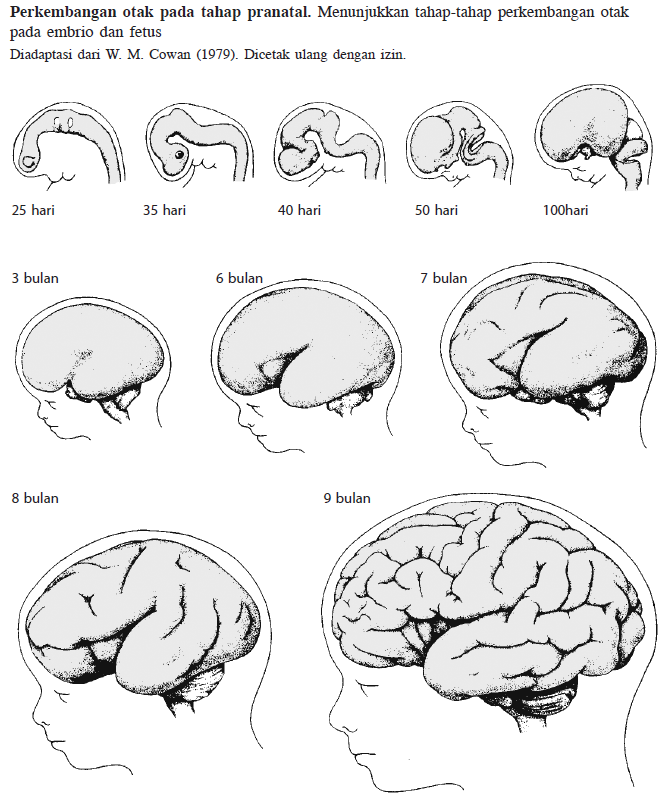 Perkembangan otak pada tahap pranatal. Menunjukkan tahap-tahap perkembangan otak
pada embrio dan fetus
Diadaptasi dari W. M. Cowan (1979). Dicetak ulang dengan izin.
25 hari
35 hari
40 hari
50 hari
100hari
3 bulan
6 bulan
7 bulan
8 bulan
9 bulan